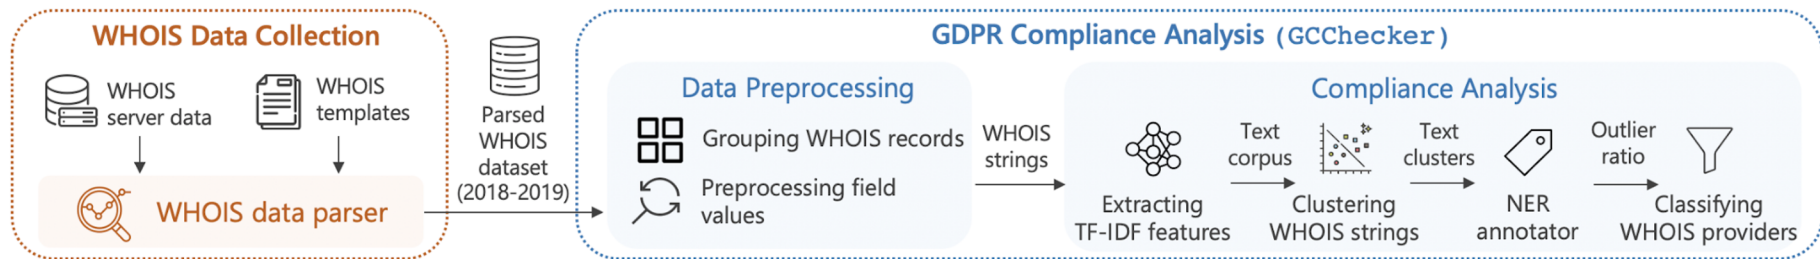 WHOIS Data Collection
WHOIS
server data
WHOIS
templates
WHOIS data parser
Parsed
WHOIS
dataset
(2018-2019)
GDPR Compliance Analysis (GCChecker)
Data Preprocessing
Grouping WHOIS records
Preprocessing field
values
WHOIS
strings
Compliance Analysis
Extracting
TF-IDF features
Text
corpus
Clustering
WHOIS strings
Text
clusters
NER
annotator
Outlier
ratio
Classifying
WHOIS providers